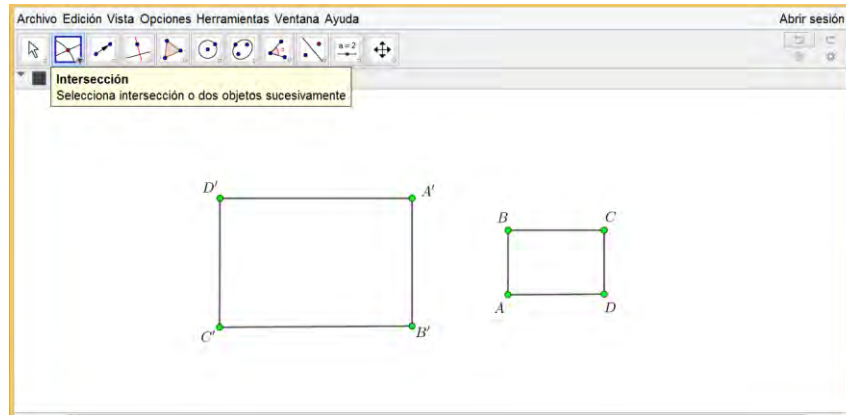 Archivo Edición Vista Opciones Herramientas Ventana Ayuda Abrir sesión
a=2
Intersección
Selecciona intersección o dos objetos sucesivamente
D' A'
B C
A D
C' B'